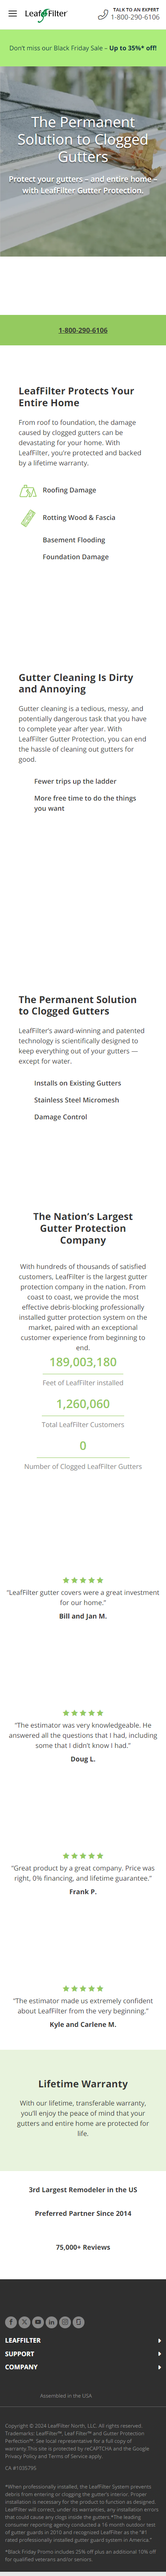 LeafFilter
TALK TO AN EXPERT
1-800-290-6106
Don't miss our Black Friday Sale – Up to 35%* off!
The Permanent
Solution to Clogged
Gutters
Protect your gutters – and entire home –
with LeafFilter Gutter Protection.
1-800-290-6106
LeafFilter Protects Your
Entire Home
From roof to foundation, the damage
caused by clogged gutters can be
devastating for your home. With
LeafFilter, you're protected and backed
by a lifetime warranty.
Roofing Damage
Rotting Wood & Fascia
Basement Flooding
Foundation Damage
Gutter Cleaning Is Dirty
and Annoying
Gutter cleaning is a tedious, messy, and
potentially dangerous task that you have
to complete year after year. With
LeafFilter Gutter Protection, you can end
the hassle of cleaning out gutters for
good.
Fewer trips up the ladder
More free time to do the things
you want
The Permanent Solution
to Clogged Gutters
LeafFilter's award-winning and patented
technology is scientifically designed to
keep everything out of your gutters —
except for water.
Installs on Existing Gutters
Stainless Steel Micromesh
Damage Control
The Nation's Largest
Gutter Protection
Company
With hundreds of thousands of satisfied
customers, LeafFilter is the largest gutter
protection company in the nation. From
coast to coast, we provide the most
effective debris-blocking professionally
installed gutter protection system on the
market, paired with an exceptional
customer experience from beginning to
end.
189,003,180
Feet of LeafFilter installed
1,260,060
Total LeafFilter Customers
0
Number of Clogged LeafFilter Gutters
"LeafFilter gutter covers were a great investment
for our home."
Bill and Jan M.
"The estimator was very knowledgeable. He
answered all the questions that I had, including
some that I didn't know I had."
Doug L.
"Great product by a great company. Price was
right, 0% financing, and lifetime guarantee."
Frank P.
"The estimator made us extremely confident
about LeafFilter from the very beginning."
Kyle and Carlene M.
Lifetime Warranty
With our lifetime, transferable warranty,
you'll enjoy the peace of mind that your
gutters and entire home are protected for
life.
3rd Largest Remodeler in the US
Preferred Partner Since 2014
75,000+ Reviews
LEAFFILTER
SUPPORT
COMPANY
Assembled in the USA
Copyright © 2024 LeafFilter North, LLC. All rights reserved
Trademarks: LeafFilter™, Leaf Filter™ and Gutter Protection
Perfection™. See local representative for a full copy of
warranty.This site is protected by reCAPTCHA and the Google
Privacy Policy and Terms of Service apply.
CA #1035795
*When professionally installed, the LeafFilter System prevents
debris from entering or clogging the gutter's interior. Proper
installation is necessary for the product to function as designed.
LeafFilter will correct, under its warranties, any installation errors
that could cause any clogs inside the gutters.*The leading
consumer reporting agency conducted a 16 month outdoor test
of gutter guards in 2010 and recognised LeafFilter as the "#1
rated professionally installed gutter guard system in America."
*Black Friday Promo includes 25% off plus an additional 10% off
for qualified veterans and/or seniors.